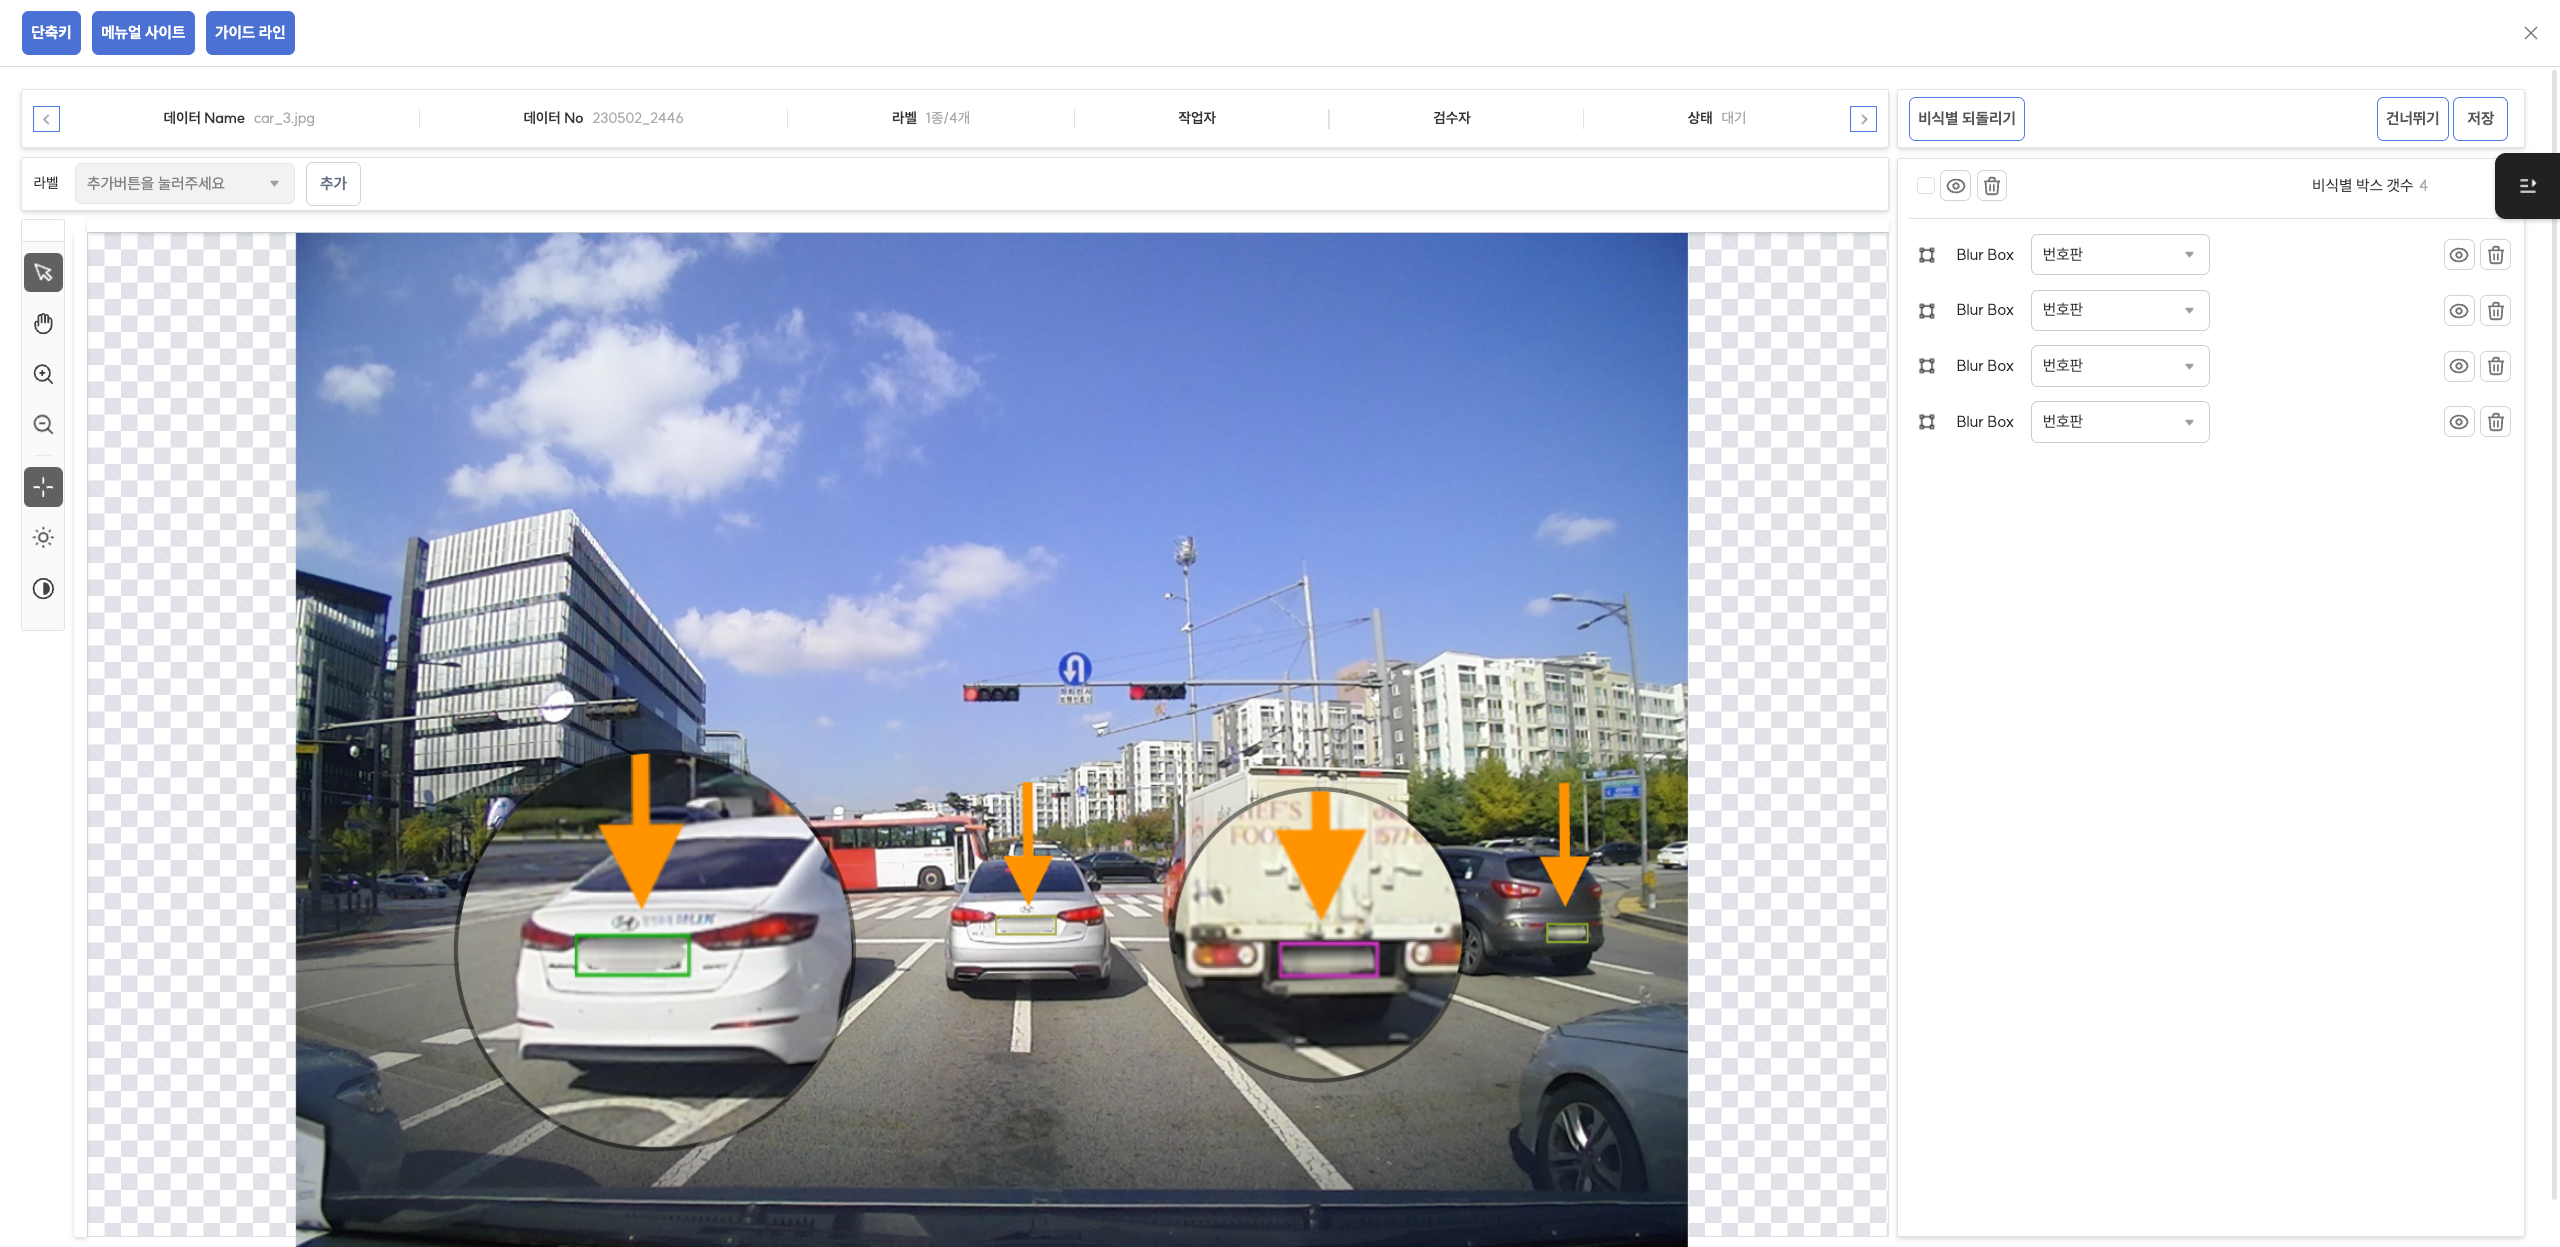 단축키 메뉴얼 사이트 가이드 라인
데이터 Name car_3.jpg 데이터 No 230502_2446 라벨 1종/4개 작업자 검수자 상태 대기
비식별 되돌리기 건너뛰기 저장
라벨 추가버튼을 눌러주세요 추가
비식별 박스 갯수 4
Blur Box 번호판
Blur Box 번호판
Blur Box 번호판
Blur Box 번호판